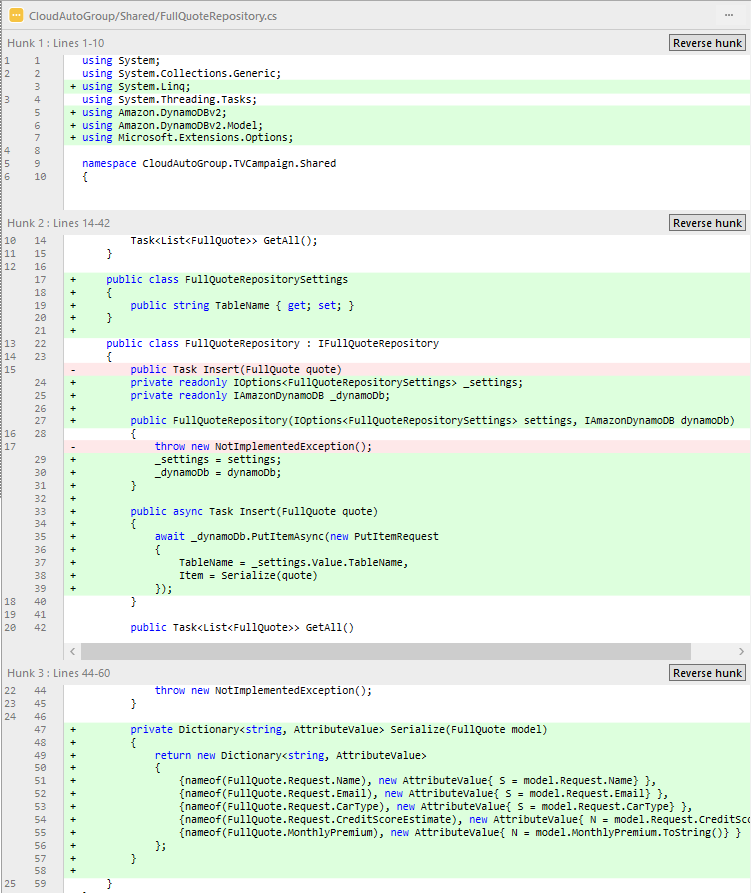 CloudAutoGroup/Shared/FullQuoteRepository.cs
Hunk 1 : Lines 1-10 Reverse hunk
1 1 using System;
2 2 using System.Collections.Generic;
3 + using System.Linq;
3 4 using System.Threading.Tasks;
5 + using Amazon.DynamoDBv2;
6 + using Amazon.DynamoDBv2.Model;
7 + using Microsoft.Extensions.Options;
4 8
5 9 namespace CloudAutoGroup.TVCampaign.Shared
6 10 {
Hunk 2 : Lines 14-42 Reverse hunk
10 14 Task<List<FullQuote>> GetAll();
11 15 }
12 16
17 + public class FullQuoteRepositorySettings
18 + {
19 + public string TableName { get; set; }
20 + }
21 +
13 22 public class FullQuoteRepository : IFullQuoteRepository
14 23 {
15 - public Task Insert(FullQuote quote)
24 + private readonly IOptions<FullQuoteRepositorySettings> _settings;
25 + private readonly IAmazonDynamoDB _dynamoDb;
26 +
27 + public FullQuoteRepository(IOptions<FullQuoteRepositorySettings> settings, IAmazonDynamoDB dynamoDb)
16 28 {
17 - throw new NotImplementedException();
29 + _settings = settings;
30 + _dynamoDb = dynamoDb;
31 + }
32 +
33 + public async Task Insert(FullQuote quote)
34 + {
35 + await _dynamoDb.PutItemAsync(new PutItemRequest
36 + {
37 + TableName = _settings.Value.TableName,
38 + Item = Serialize(quote)
39 + });
18 40 }
19 41
20 42 public Task<List<FullQuote>> GetAll()
Hunk 3 : Lines 44-60 Reverse hunk
22 44 throw new NotImplementedException();
23 45 }
24 46
47 + private Dictionary<string, AttributeValue> Serialize(FullQuote model)
48 + {
49 + return new Dictionary<string, AttributeValue>
50 + {
51 + {nameof(FullQuote.Request.Name), new AttributeValue{ S = model.Request.Name} },
52 + {nameof(FullQuote.Request.Email), new AttributeValue{ S = model.Request.Email} },
53 + {nameof(FullQuote.Request.CarType), new AttributeValue{ S = model.Request.CarType} },
54 + {nameof(FullQuote.Request.CreditScoreEstimate), new AttributeValue{ N = model.Request.CreditSco
55 + {nameof(FullQuote.MonthlyPremium), new AttributeValue{ N = model.MonthlyPremium.ToString()} }
56 + };
57 + }
58 +
25 59 }